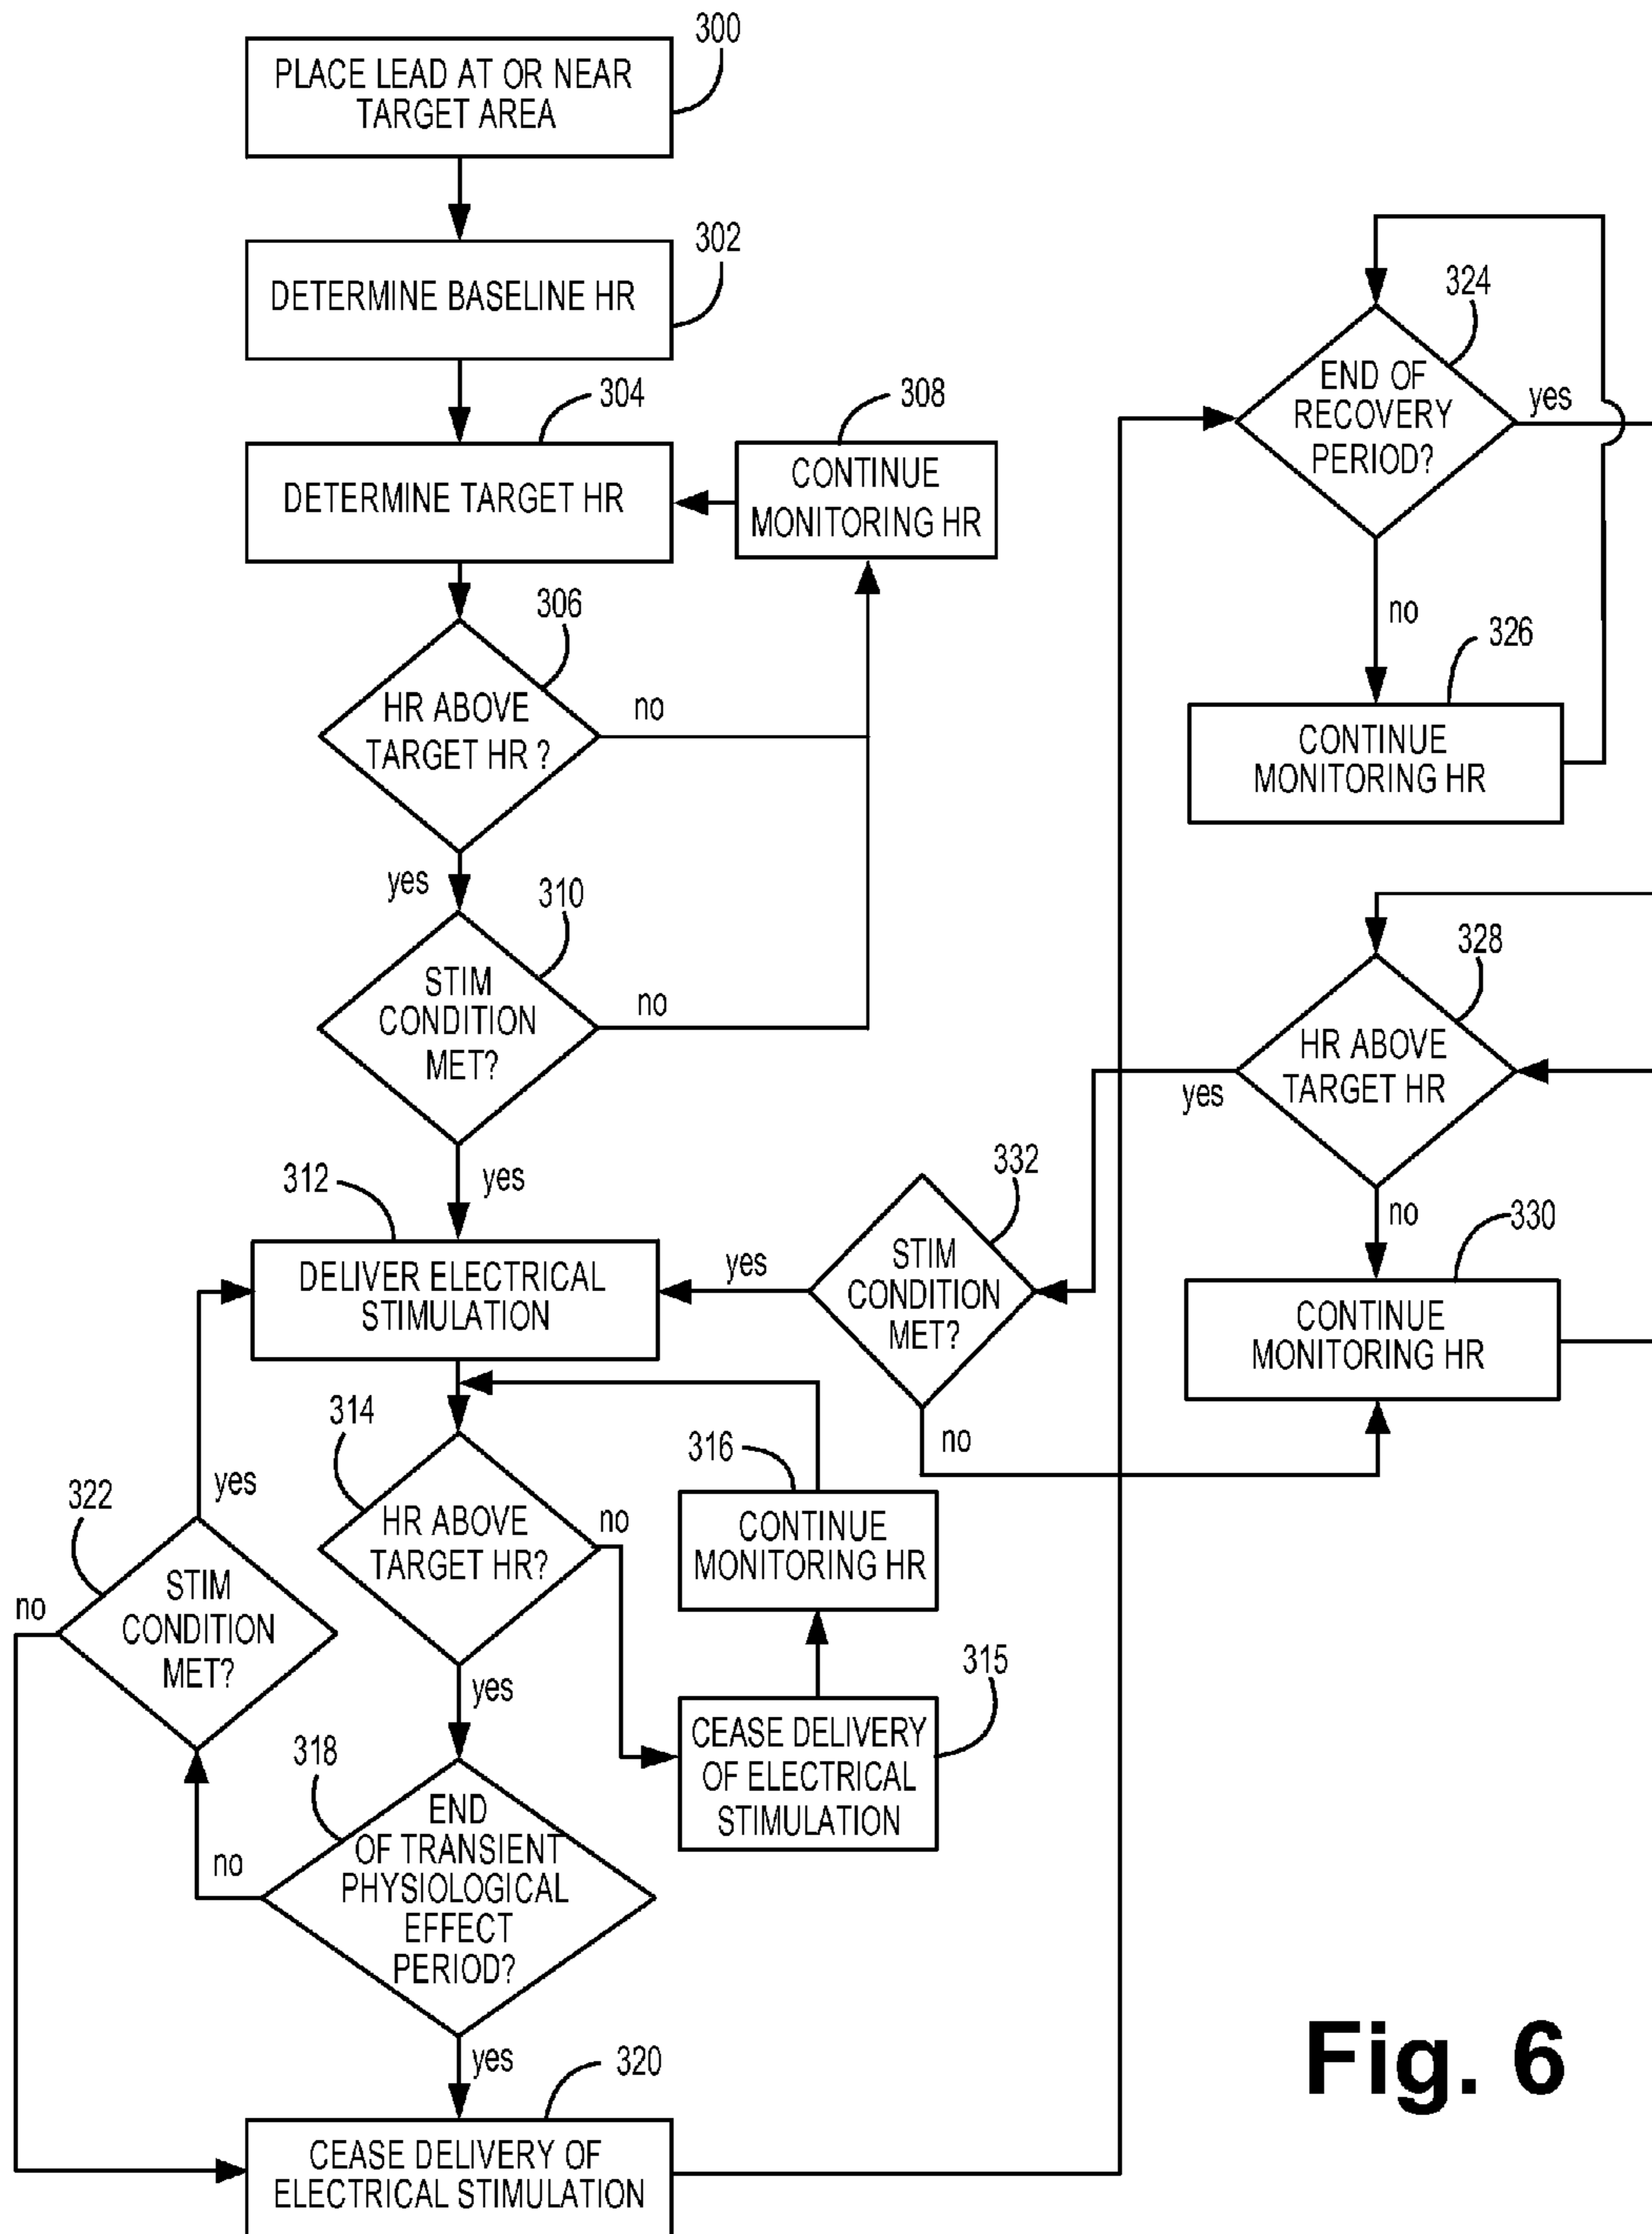 300
PLACE LEAD AT OR NEAR
TARGET AREA
302
DETERMINE BASELINE HR
304
DETERMINE TARGET HR
308
CONTINUE
MONITORING HR
306
HR ABOVE
TARGET HR ?
no
yes
310
STIM
CONDITION
MET?
no
yes
312
DELIVER ELECTRICAL
STIMULATION
314
HR ABOVE
TARGET HR?
no
yes
316
CONTINUE
MONITORING HR
315
CEASE DELIVERY
OF ELECTRICAL
STIMULATION
322
STIM
CONDITION
MET?
yes
no
318
END
OF TRANSIENT
PHYSIOLOGICAL
EFFECT
PERIOD?
no
yes
320
CEASE DELIVERY OF
ELECTRICAL STIMULATION
324
END OF
RECOVERY
PERIOD?
yes
no
326
CONTINUE
MONITORING HR
328
HR ABOVE
TARGET HR
yes
no
330
CONTINUE
MONITORING HR
332
STIM
CONDITION
MET?
yes
no
Fig. 6